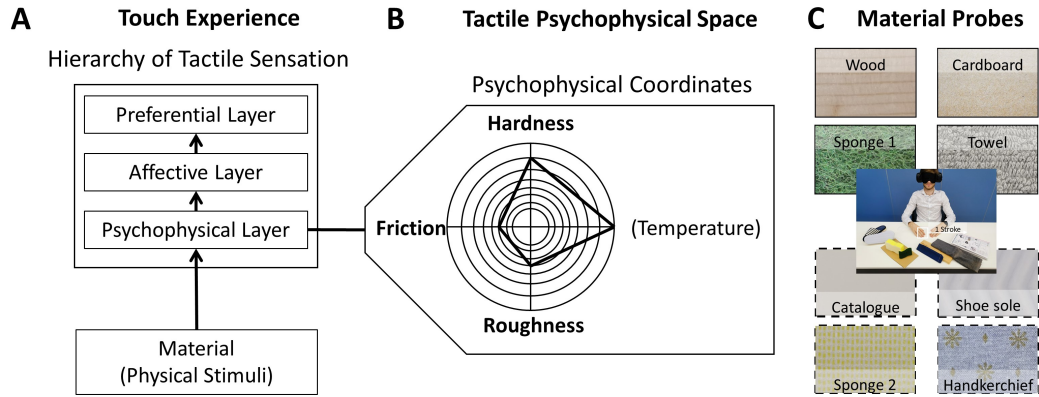 A
Touch Experience
Hierarchy of Tactile Sensation
Preferential Layer
Affective Layer
Psychophysical Layer
Material
(Physical Stimuli)
B
Tactile Psychophysical Space
Psychophysical Coordinates
Hardness
Friction
(Temperature)
Roughness
C
Material Probes
Wood
Cardboard
Sponge 1
Towel
1 Stroke
Catalogue
Shoe sole
Sponge 2
Handkerchief